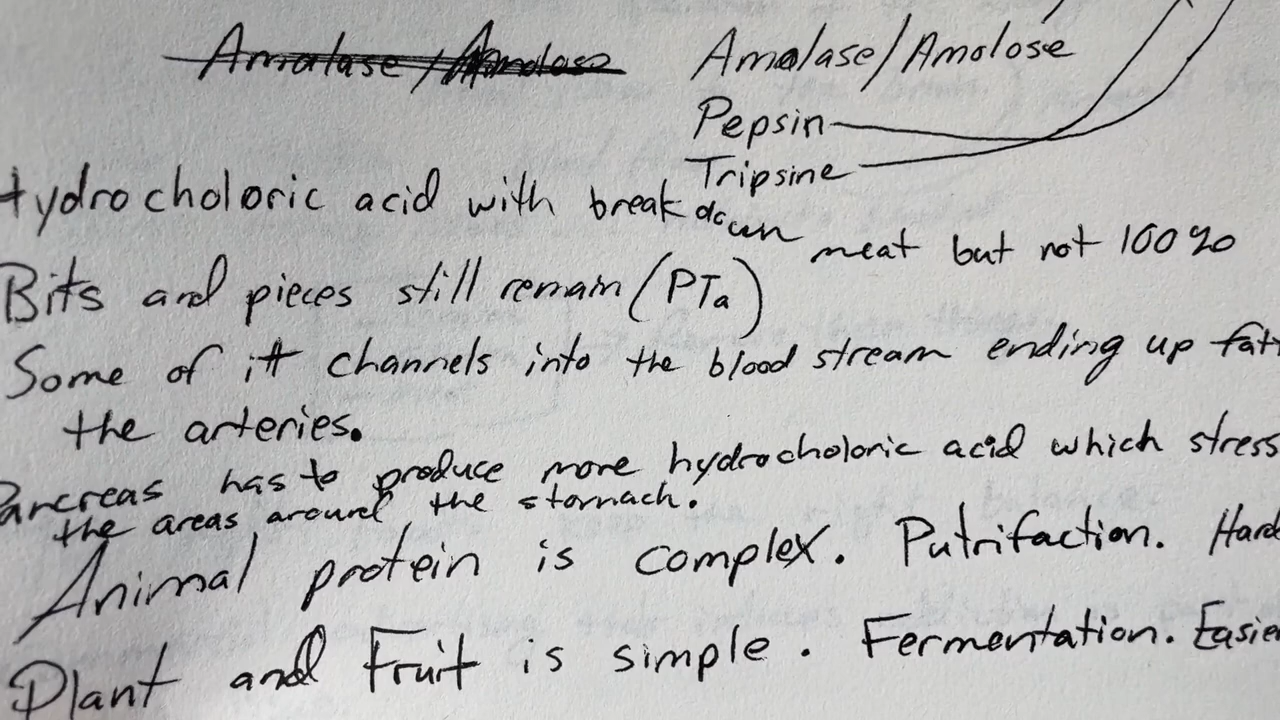 Amalase/Amolose Amalase/Amolose
Pepsin
Tripsine
Hydrocholoric acid with break down meat but not 100%
Bits and pieces still remain (PTa)
Some of it channels into the blood stream ending up
the arteries.
Pancreas has to produce more hydrocholoric acid which stress
the areas around the stomach.
Animal protein is complex. Putrifaction. Hard
Plant and Fruit is simple. Fermentation. Easier